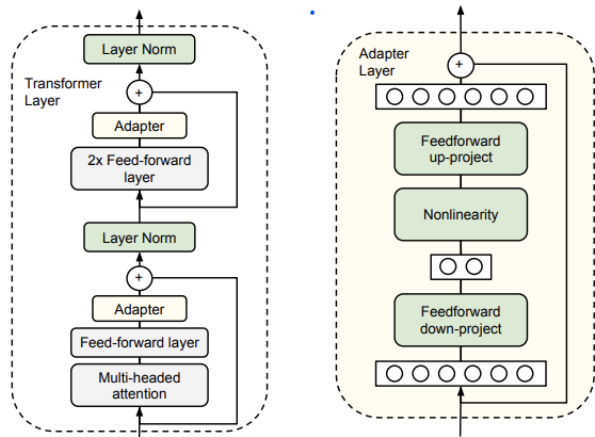 Layer Norm
Transformer
Layer
+
Adapter
2x Feed-forward
layer
Layer Norm
+
Adapter
Feed-forward layer
Multi-headed
attention
Adapter
Layer
+
Feedforward
up-project
Nonlinearity
Feedforward
down-project